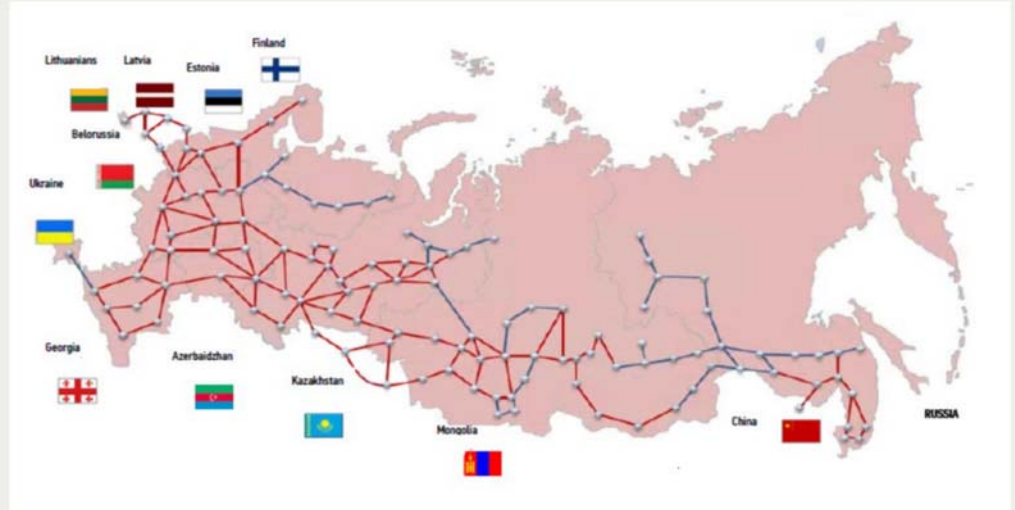 Finland
Lithuanians
Latvia
Estonia
Belorussia
Ukraine
Georgia
Azerbaidzhan
Kazakhstan
Mongolia
China
RUSSIA